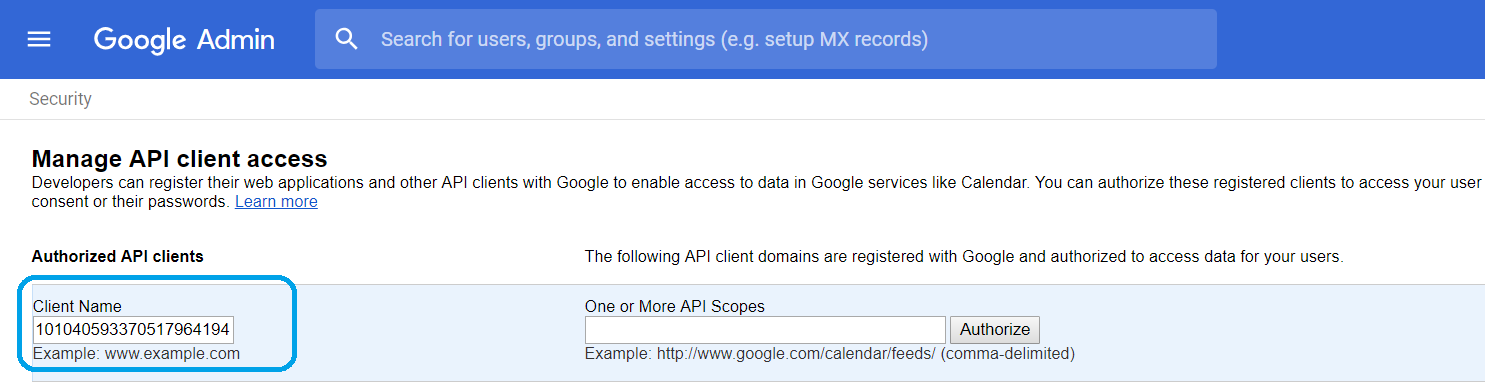 Google Admin
Search for users, groups, and settings (e.g. setup MX records)
Security
Manage API client access
Developers can register their web applications and other API clients with Google to enable access to data in Google services like Calendar. You can authorize these registered clients to access your user
consent or their passwords. Learn more
Authorized API clients
The following API client domains are registered with Google and authorized to access data for your users.
Client Name
One or More API Scopes
101040593370517964194
Authorize
Example: www.example.com
Example: http://www.google.com/calendar/feeds/ (comma-delimited)